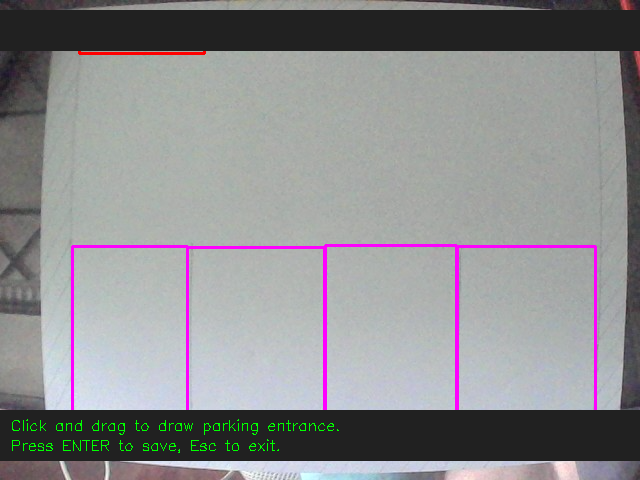 Click and drag to draw parking entrance.
Press ENTER to save, Esc to exit.